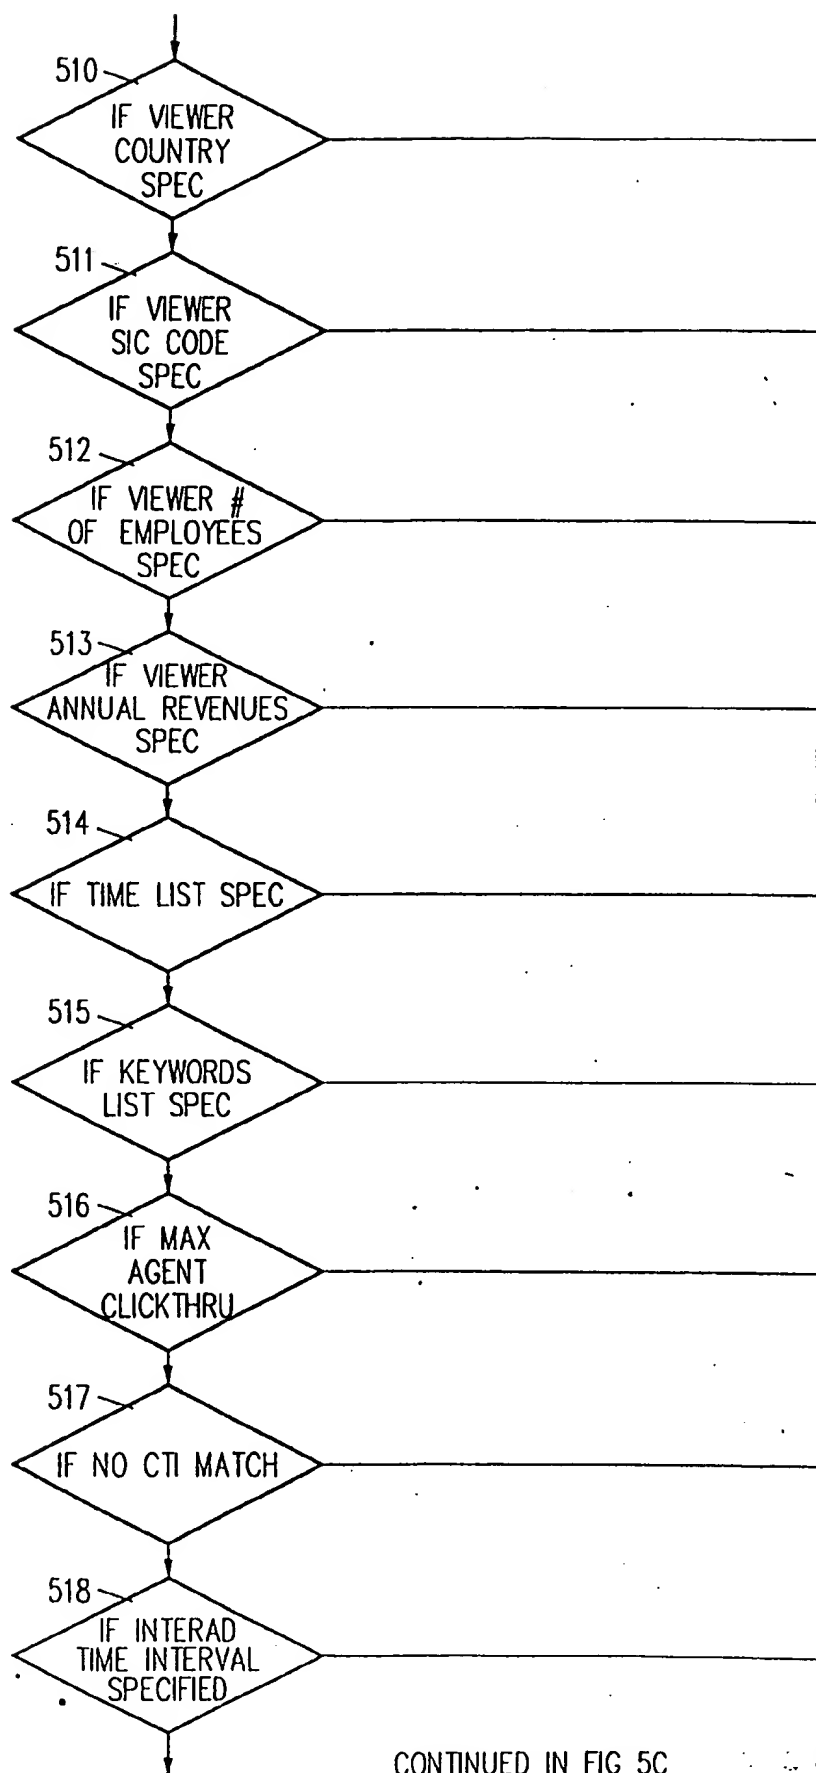 510
IF VIEWER
COUNTRY
SPEC
511
IF VIEWER
SIC CODE
SPEC
512
IF VIEWER #
OF EMPLOYEES
SPEC
513
IF VIEWER
ANNUAL REVENUES
SPEC
514
IF TIME LIST SPEC
515
IF KEYWORDS
LIST SPEC
516
IF MAX
AGENT
CLICKTHRU
517
IF NO CTI MATCH
518
IF INTERAD
TIME INTERVAL
SPECIFIED
CONTINUED IN FIG 5C